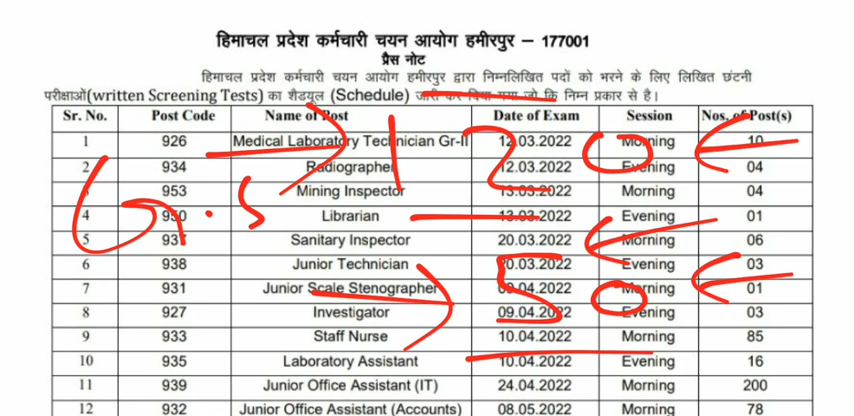 हिमाचल प्रदेश कर्मचारी चयन आयोग हमीरपुर – 177001
प्रैस नोट
हिमाचल प्रदेश कर्मचारी चयन आयोग हमीरपुर द्वारा निम्नलिखित पदों को भरने के लिए लिखित छंटनी
परीक्षाओं(written Screening Tests) का शैडयूल (Schedule) जारी कर दिया गया जो कि निम्न प्रकार से है।
Sr. No. Post Code Name of Post Date of Exam Session Nos. of Post(s)
1 926 Medical Laboratory Technician Gr-II 12.03.2022 Morning 10
2 934 Radiographer 12.03.2022 Evening 04
3 953 Mining Inspector 13.03.2022 Morning 04
4 Librarian 13.03.2022 Evening 01
5 937 Sanitary Inspector 20.03.2022 Morning 06
6 938 Junior Technician 20.03.2022 Evening 03
7 931 Junior Scale Stenographer 09.04.2022 Morning 01
8 927 Investigator 09.04.2022 Evening 03
9 933 Staff Nurse 10.04.2022 Morning 85
10 935 Laboratory Assistant 10.04.2022 Evening 16
11 939 Junior Office Assistant (IT) 24.04.2022 Morning 200
12 932 Junior Office Assistant (Accounts) 08.05.2022 Morning 78